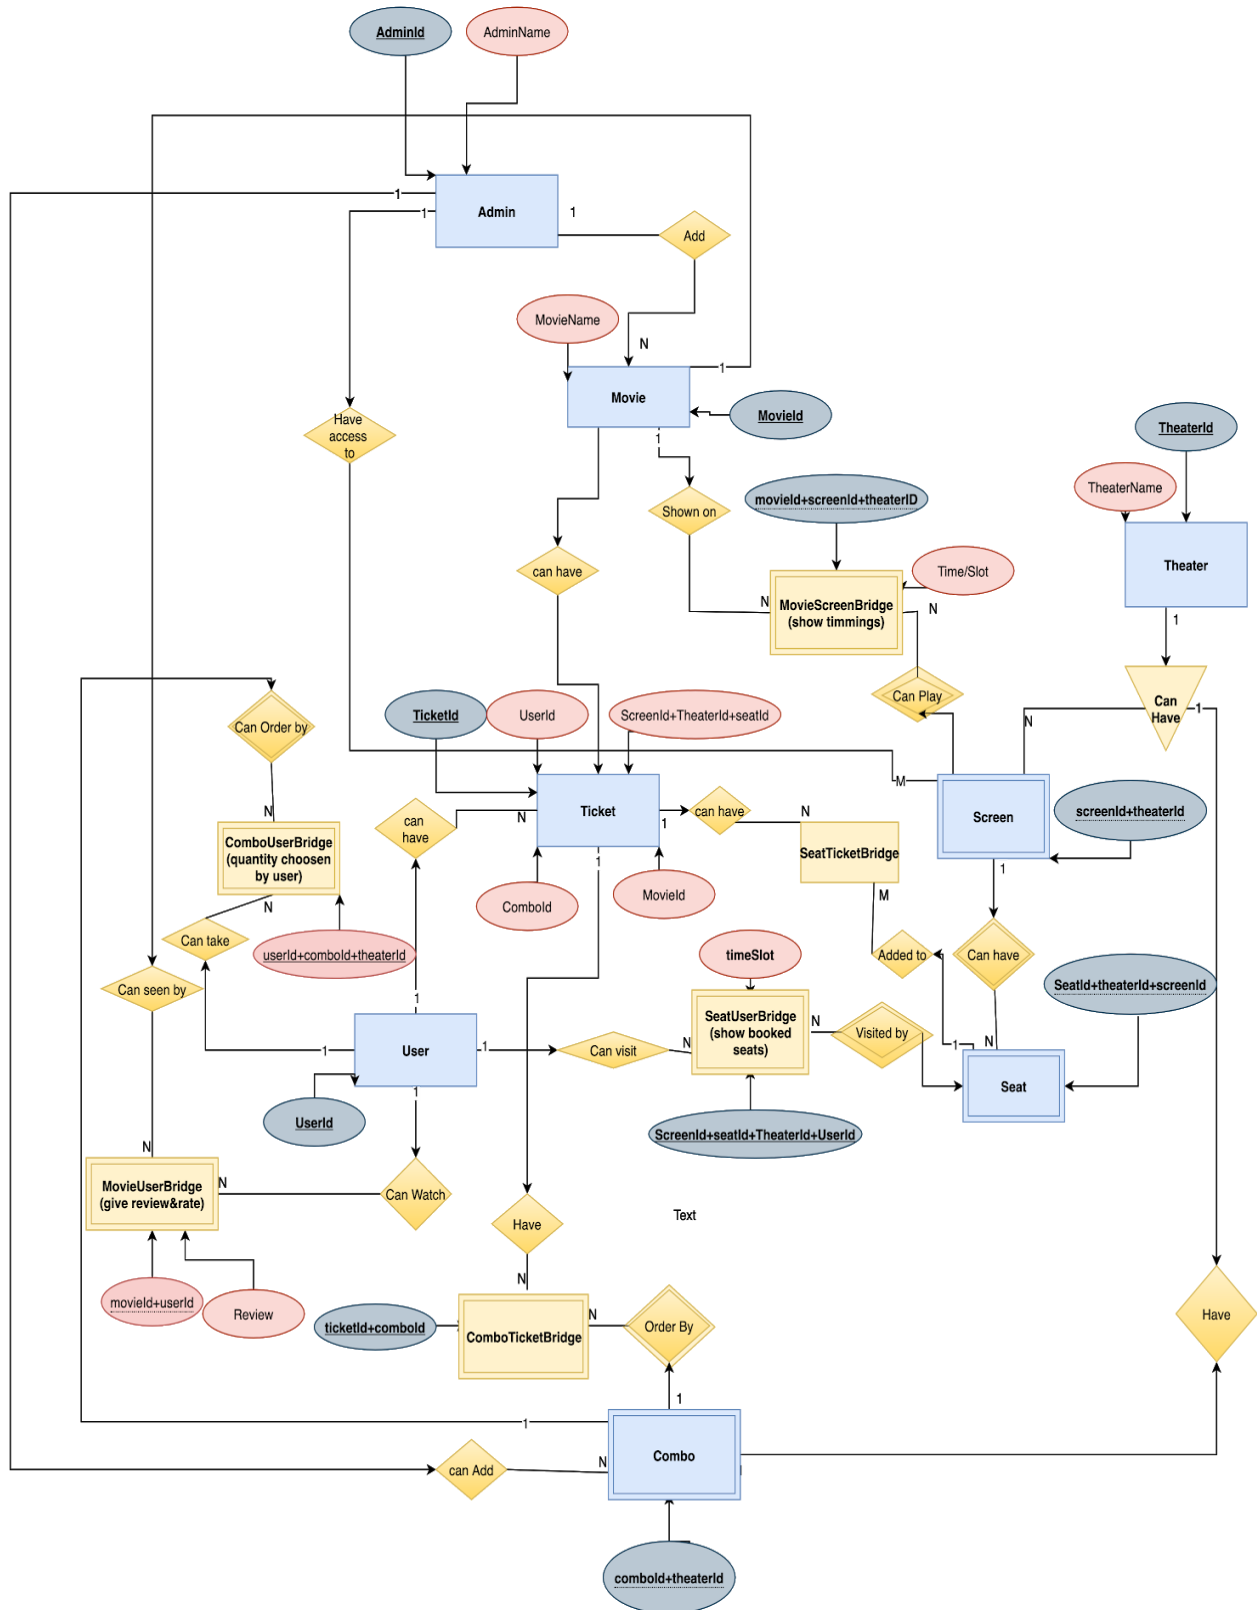 AdminId
AdminName
1
1
Admin
1
Add
MovieName
N
1
Movie
MovieId
Have
access
to
1
TheaterId
TheaterName
movieId+screenId+theaterID
Shown on
can have
Time/Slot
Theater
N
MovieScreenBridge
(show timmings)
N
1
Can Play
Can
Have
1
N
TicketId
UserId
ScreenId+TheaterId+seatId
Can Order by
M
N
can
have
N
Ticket
1
can have
N
Screen
screenId+theaterId
ComboUserBridge
(quantity choosen
by user)
SeatTicketBridge
1
1
N
ComboId
MovieId
M
Can take
userId+comboId+theaterId
timeSlot
Added to
Can have
Can seen by
1
SeatId+theaterId+screenId
User
1
1
Can visit
N
SeatUserBridge
(show booked
seats)
N
Visited by
1
N
Seat
1
UserId
ScreenId+seatId+TheaterId+UserId
N
MovieUserBridge
(give review&rate)
N
Can Watch
Text
Have
movieId+userId
Review
N
ticketId+comboId
ComboTicketBridge
N
Order By
Have
1
1
Combo
can Add
N
comboId+theaterId